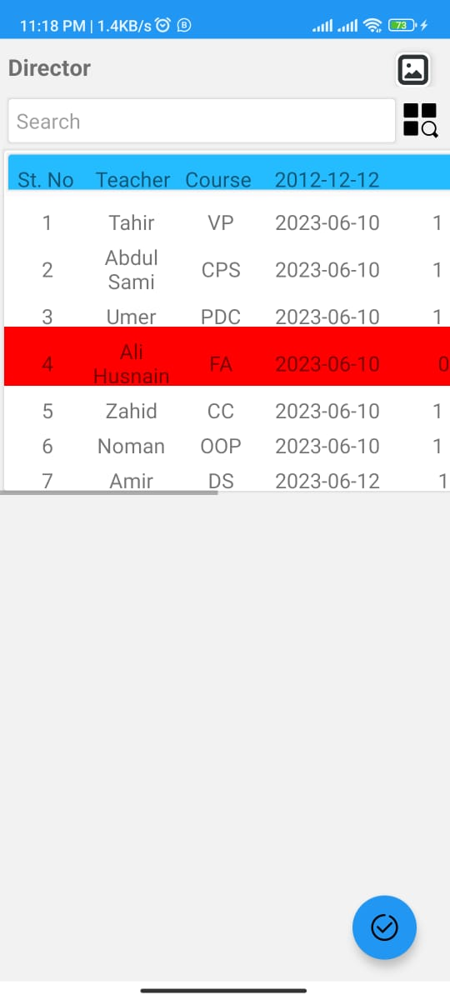 11:18 PM | 1.4KB/s B 73
Director
Search
St. No Teacher Course 2012-12-12
1 Tahir VP 2023-06-10 1
2 Abdul Sami CPS 2023-06-10 1
3 Umer PDC 2023-06-10 1
4 Ali Husnain FA 2023-06-10 0
5 Zahid CC 2023-06-10 1
6 Noman OOP 2023-06-10 1
7 Amir DS 2023-06-12 1